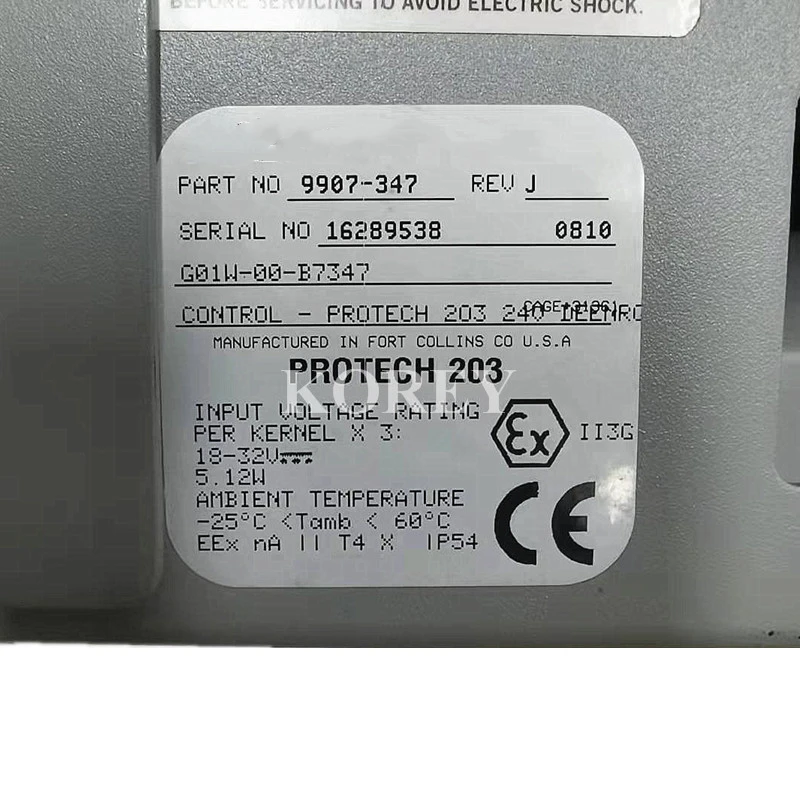 BEFORE SERVICING TO AVOID ELECTRIC SHOCK.
PART NO 9907-347 REV J
SERIAL NO 16289538 0810
G01W-00-B7347
CAGE
CONTROL - PROTECH 203 24V
MANUFACTURED IN FORT COLLINS CO U.S.A
PROTECH 203
KOREY
INPUT VOLTAGE RATING
PER KERNEL X 3:
18-32V
5.12W
Ex II3G
AMBIENT TEMPERATURE
-25°C <Tamb < 60°C
EEx nA II T4 X IP54
CE